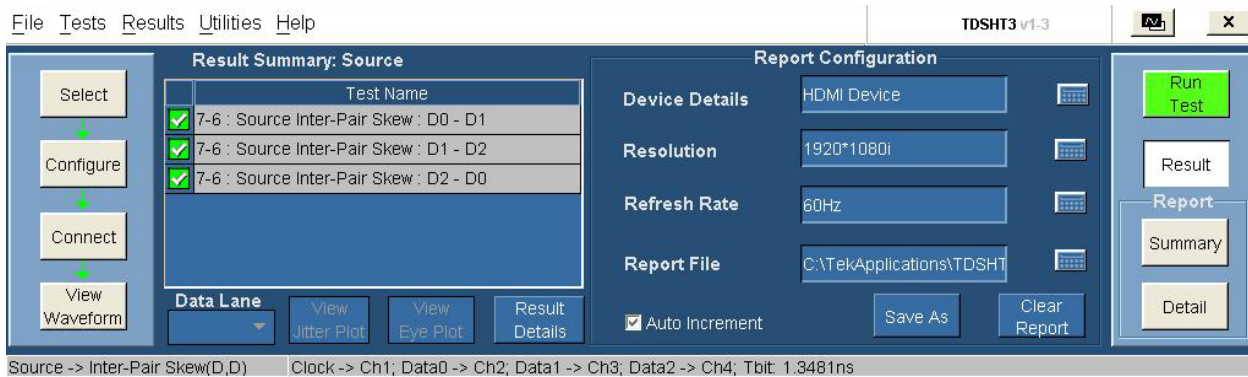 File Tests Results Utilities Help
TDSHT3 v1-3
x
Select
Configure
Connect
View
Waveform
Result Summary: Source
Test Name
7-6 : Source Inter-Pair Skew : D0 - D1
7-6 : Source Inter-Pair Skew : D1 - D2
7-6 : Source Inter-Pair Skew : D2 - D0
Data Lane
View
Jitter Plot
View
Eye Plot
Result
Details
Report Configuration
Device Details HDMI Device
Resolution 1920*1080i
Refresh Rate 60Hz
Report File C:\TekApplications\TDSHT
Auto Increment
Save As
Clear
Report
Run
Test
Result
Report
Summary
Detail
Source -> Inter-Pair Skew(D,D) Clock -> Ch1; Data0 -> Ch2; Data1 -> Ch3; Data2 -> Ch4; Tbit: 1.3481ns